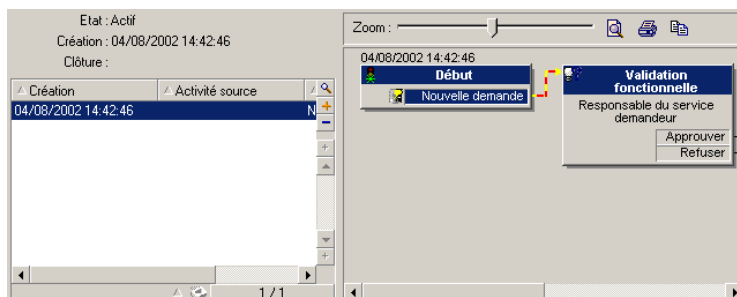 Etat : Actif
Création : 04/08/2002 14:42:46
Clôture :
Création
Activité source
04/08/2002 14:42:46
N
1 / 1
Zoom :
04/08/2002 14:42:46
Début
Nouvelle demande
Validation
fonctionnelle
Responsable du service
demandeur
Approuver
Refuser